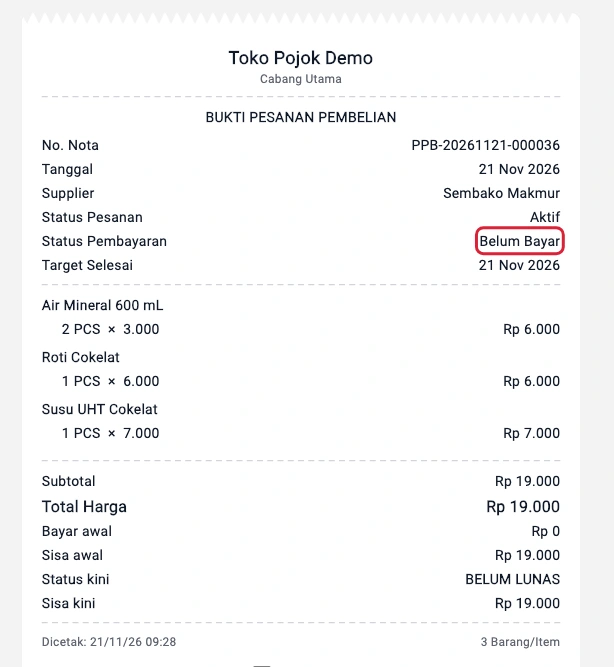 Toko Pojok Demo
Cabang Utama
BUKTI PESANAN PEMBELIAN
No. Nota PPB-20261121-000036
Tanggal 21 Nov 2026
Supplier Sembako Makmur
Status Pesanan Aktif
Status Pembayaran Belum Bayar
Target Selesai 21 Nov 2026
Air Mineral 600 mL
2 PCS × 3.000 Rp 6.000
Roti Cokelat
1 PCS × 6.000 Rp 6.000
Susu UHT Cokelat
1 PCS × 7.000 Rp 7.000
Subtotal Rp 19.000
Total Harga Rp 19.000
Bayar awal Rp 0
Sisa awal Rp 19.000
Status kini BELUM LUNAS
Sisa kini Rp 19.000
Dicetak: 21/11/26 09:28 3 Barang/Item